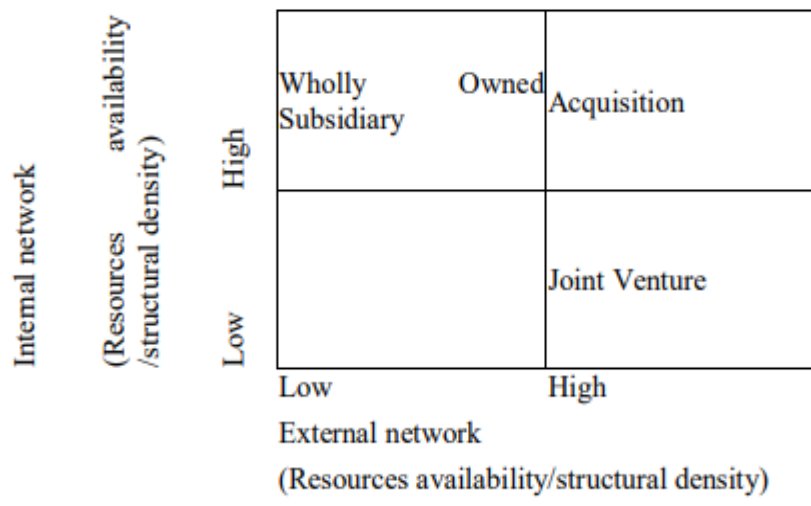 Internal network
(Resources availability
/structural density)
High
Low
Wholly Owned
Subsidiary
Acquisition
Joint Venture
Low High
External network
(Resources availability/structural density)